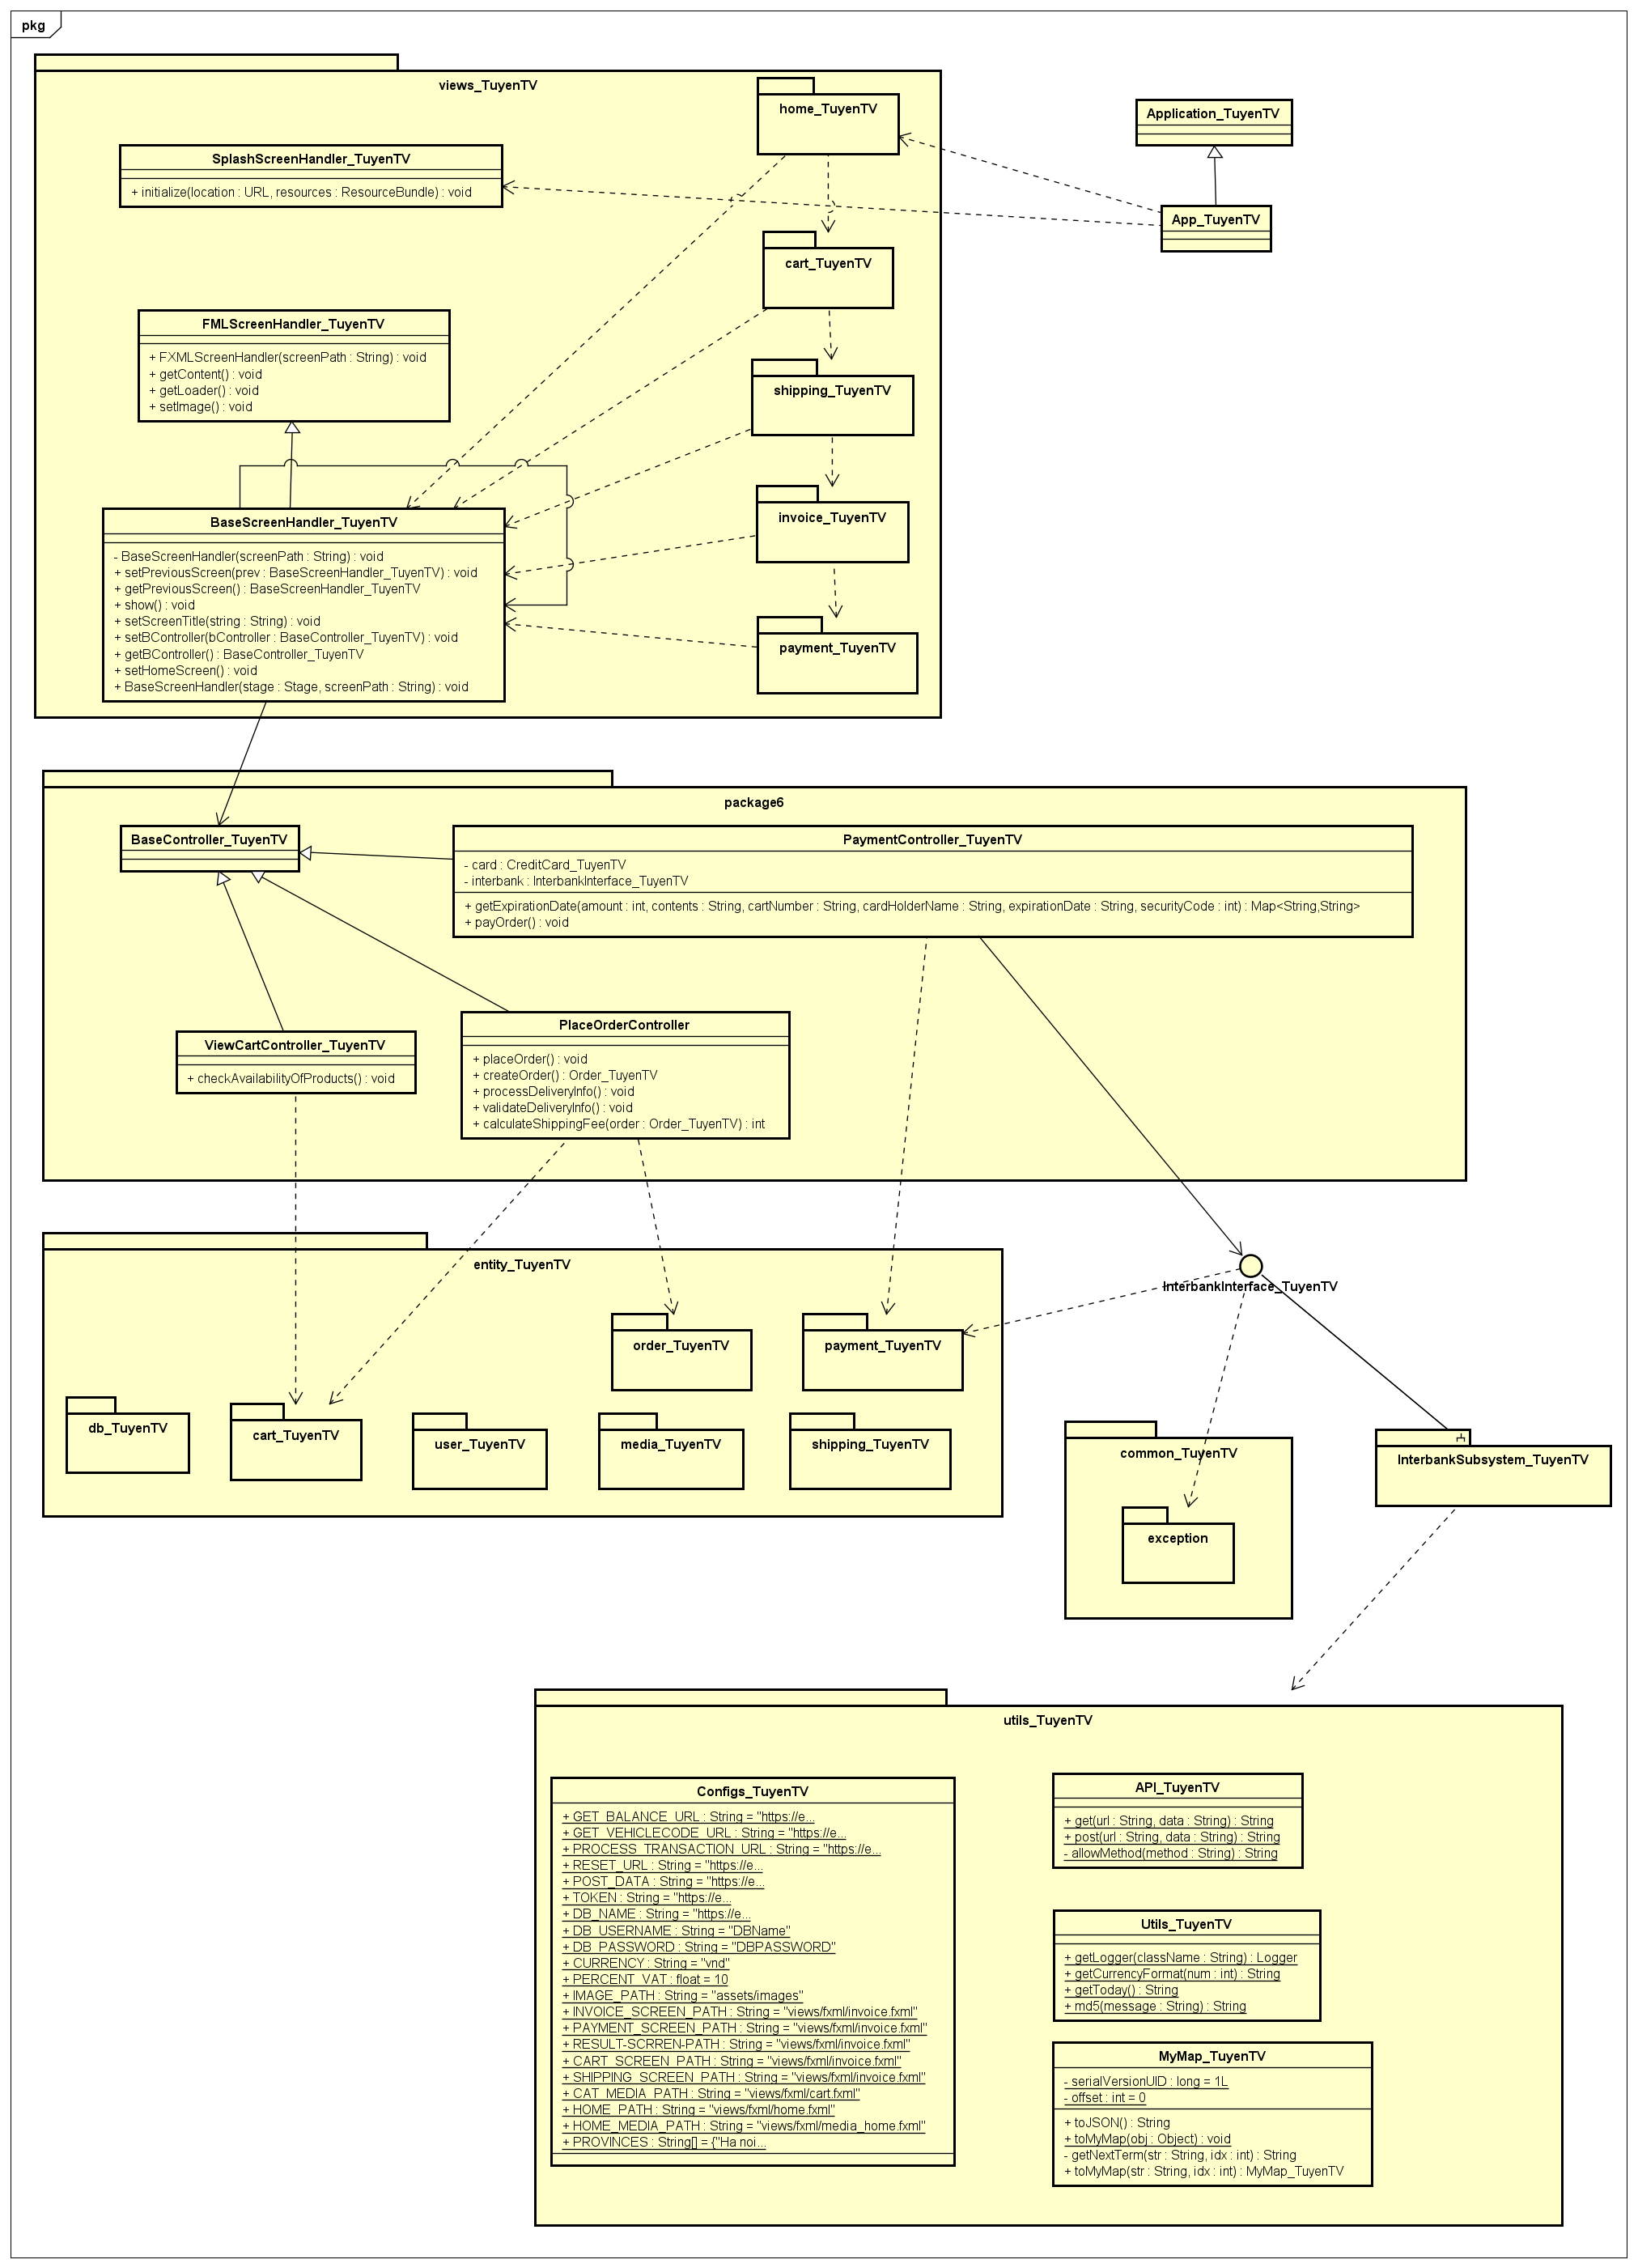 pkg
views_TuyenTV
home_TuyenTV
SplashScreenHandler_TuyenTV
+ initialize(location : URL, resources : ResourceBundle) : void
Application_TuyenTV
App_TuyenTV
cart_TuyenTV
FMLScreenHandler_TuyenTV
+ FXMLScreenHandler(screenPath : String) : void
+ getContent() : void
+ getLoader() : void
+ setImage() : void
shipping_TuyenTV
invoice_TuyenTV
BaseScreenHandler_TuyenTV
- BaseScreenHandler(screenPath : String) : void
+ setPreviousScreen(prev : BaseScreenHandler_TuyenTV) : void
+ getPreviousScreen() : BaseScreenHandler_TuyenTV
+ show() : void
+ setScreenTitle(string : String) : void
+ setBController(bController : BaseController_TuyenTV) : void
+ getBController() : BaseController_TuyenTV
+ setHomeScreen() : void
+ BaseScreenHandler(stage : Stage, screenPath : String) : void
payment_TuyenTV
package6
BaseController_TuyenTV
PaymentController_TuyenTV
- card : CreditCard_TuyenTV
- interbank : InterbankInterface_TuyenTV
+ getExpirationDate(amount : int, contents : String, cartNumber : String, cardHolderName : String, expirationDate : String, securityCode : int) : Map<String,String>
+ payOrder() : void
ViewCartController_TuyenTV
+ checkAvailabilityOfProducts() : void
PlaceOrderController
+ placeOrder() : void
+ createOrder() : Order_TuyenTV
+ processDeliveryInfo() : void
+ validateDeliveryInfo() : void
+ calculateShippingFee(order : Order_TuyenTV) : int
entity_TuyenTV
InterbankInterface_TuyenTV
order_TuyenTV
payment_TuyenTV
db_TuyenTV
cart_TuyenTV
user_TuyenTV
media_TuyenTV
shipping_TuyenTV
common_TuyenTV
exception
InterbankSubsystem_TuyenTV
utils_TuyenTV
Configs_TuyenTV
+ GET_BALANCE_URL : String = "https://e...
+ GET_VEHICLECODE_URL : String = "https://e...
+ PROCESS_TRANSACTION_URL : String = "https://e...
+ RESET_URL : String = "https://e...
+ POST_DATA : String = "https://e...
+ TOKEN : String = "https://e...
+ DB_NAME : String = "https://e...
+ DB_USERNAME : String = "DBName"
+ DB_PASSWORD : String = "DBPASSWORD"
+ CURRENCY : String = "vnd"
+ PERCENT_VAT : float = 10
+ IMAGE_PATH : String = "assets/images"
+ INVOICE_SCREEN_PATH : String = "views/fxml/invoice.fxml"
+ PAYMENT_SCREEN_PATH : String = "views/fxml/invoice.fxml"
+ RESULT-SCRREN-PATH : String = "views/fxml/invoice.fxml"
+ CART_SCREEN_PATH : String = "views/fxml/invoice.fxml"
+ SHIPPING_SCREEN_PATH : String = "views/fxml/invoice.fxml"
+ CAT_MEDIA_PATH : String = "views/fxml/cart.fxml"
+ HOME_PATH : String = "views/fxml/home.fxml"
+ HOME_MEDIA_PATH : String = "views/fxml/media_home.fxml"
+ PROVINCES : String[] = {"Ha noi...
API_TuyenTV
+ get(url : String, data : String) : String
+ post(url : String, data : String) : String
- allowMethod(method : String) : String
Utils_TuyenTV
+ getLogger(className : String) : Logger
+ getCurrencyFormat(num : int) : String
+ getToday() : String
+ md5(message : String) : String
MyMap_TuyenTV
- serialVersionUID : long = 1L
- offset : int = 0
+ toJSON() : String
+ toMyMap(obj : Object) : void
- getNextTerm(str : String, idx : int) : String
+ toMyMap(str : String, idx : int) : MyMap_TuyenTV